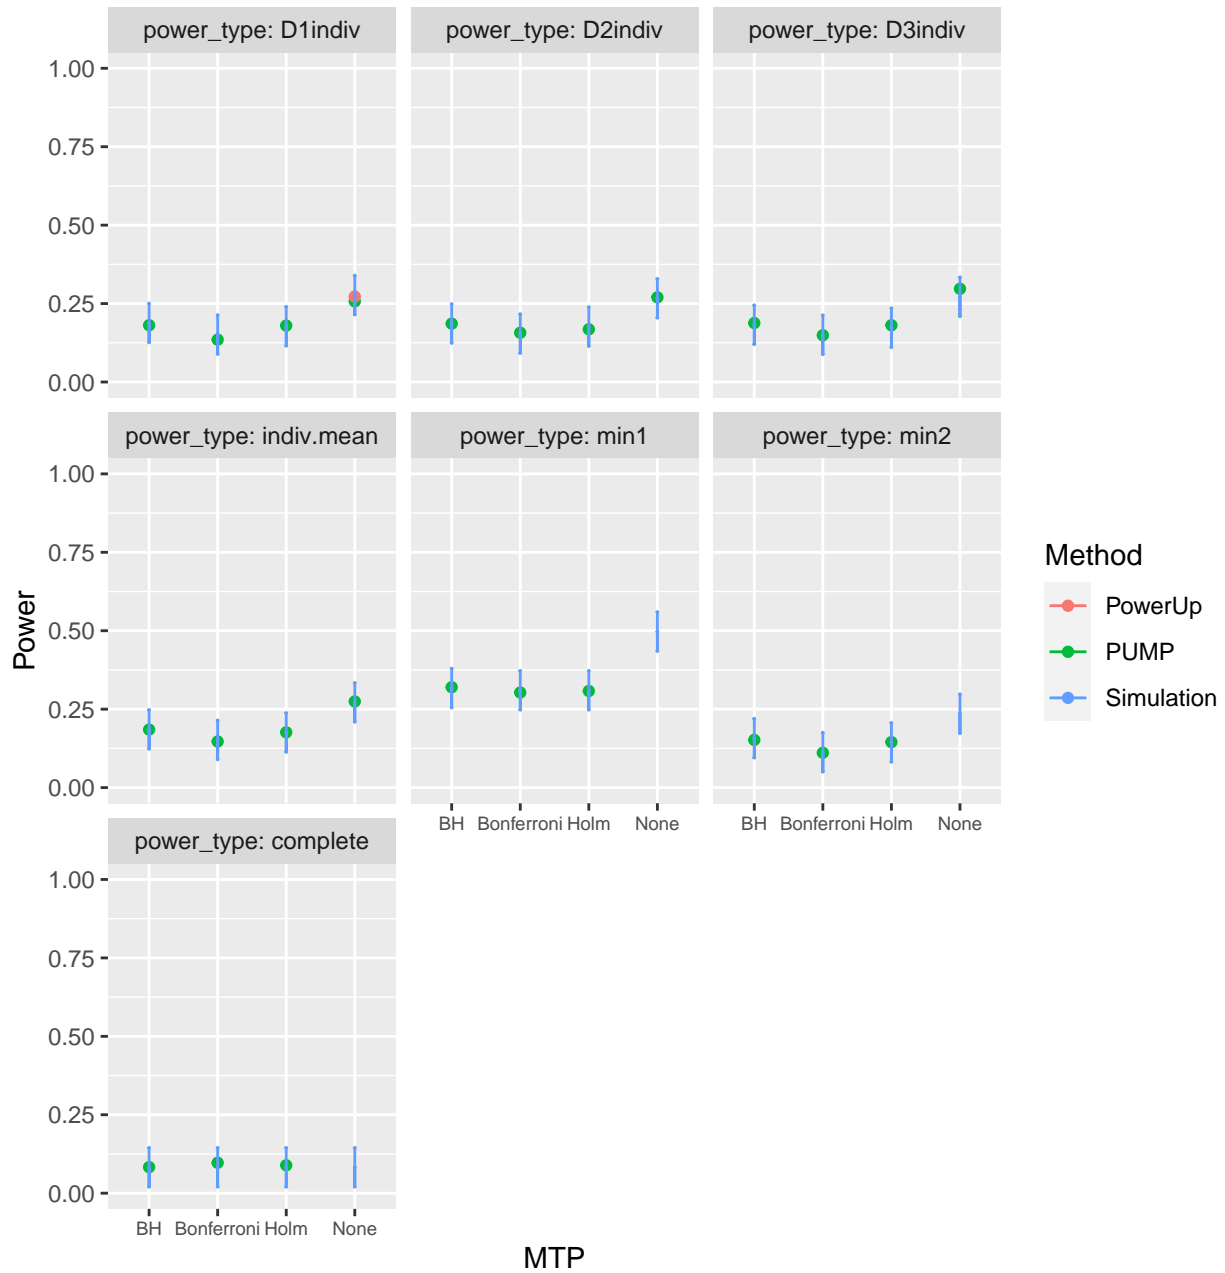 power_type: D1indiv
power_type: D2indiv
power_type: D3indiv
1.00
0.75
0.50
0.25
0.00
power_type: indiv.mean
power_type: min1
power_type: min2
1.00
0.75
0.50
0.25
0.00
BH Bonferroni Holm None
BH Bonferroni Holm None
power_type: complete
1.00
0.75
0.50
0.25
0.00
BH Bonferroni Holm None
Power
MTP
Method
PowerUp
PUMP
Simulation